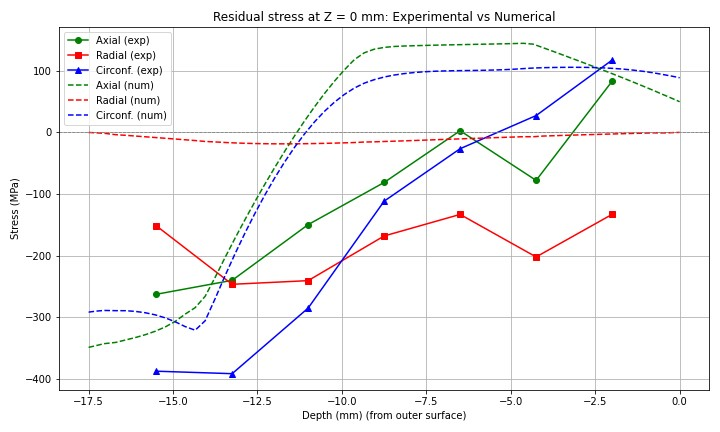 Residual stress at Z = 0 mm: Experimental vs Numerical
Axial (exp)
Radial (exp)
Circonf. (exp)
Axial (num)
Radial (num)
Circonf. (num)
100
0
−100
−200
−300
−400
Stress (MPa)
−17.5
−15.0
−12.5
−10.0
−7.5
−5.0
−2.5
0.0
Depth (mm) (from outer surface)